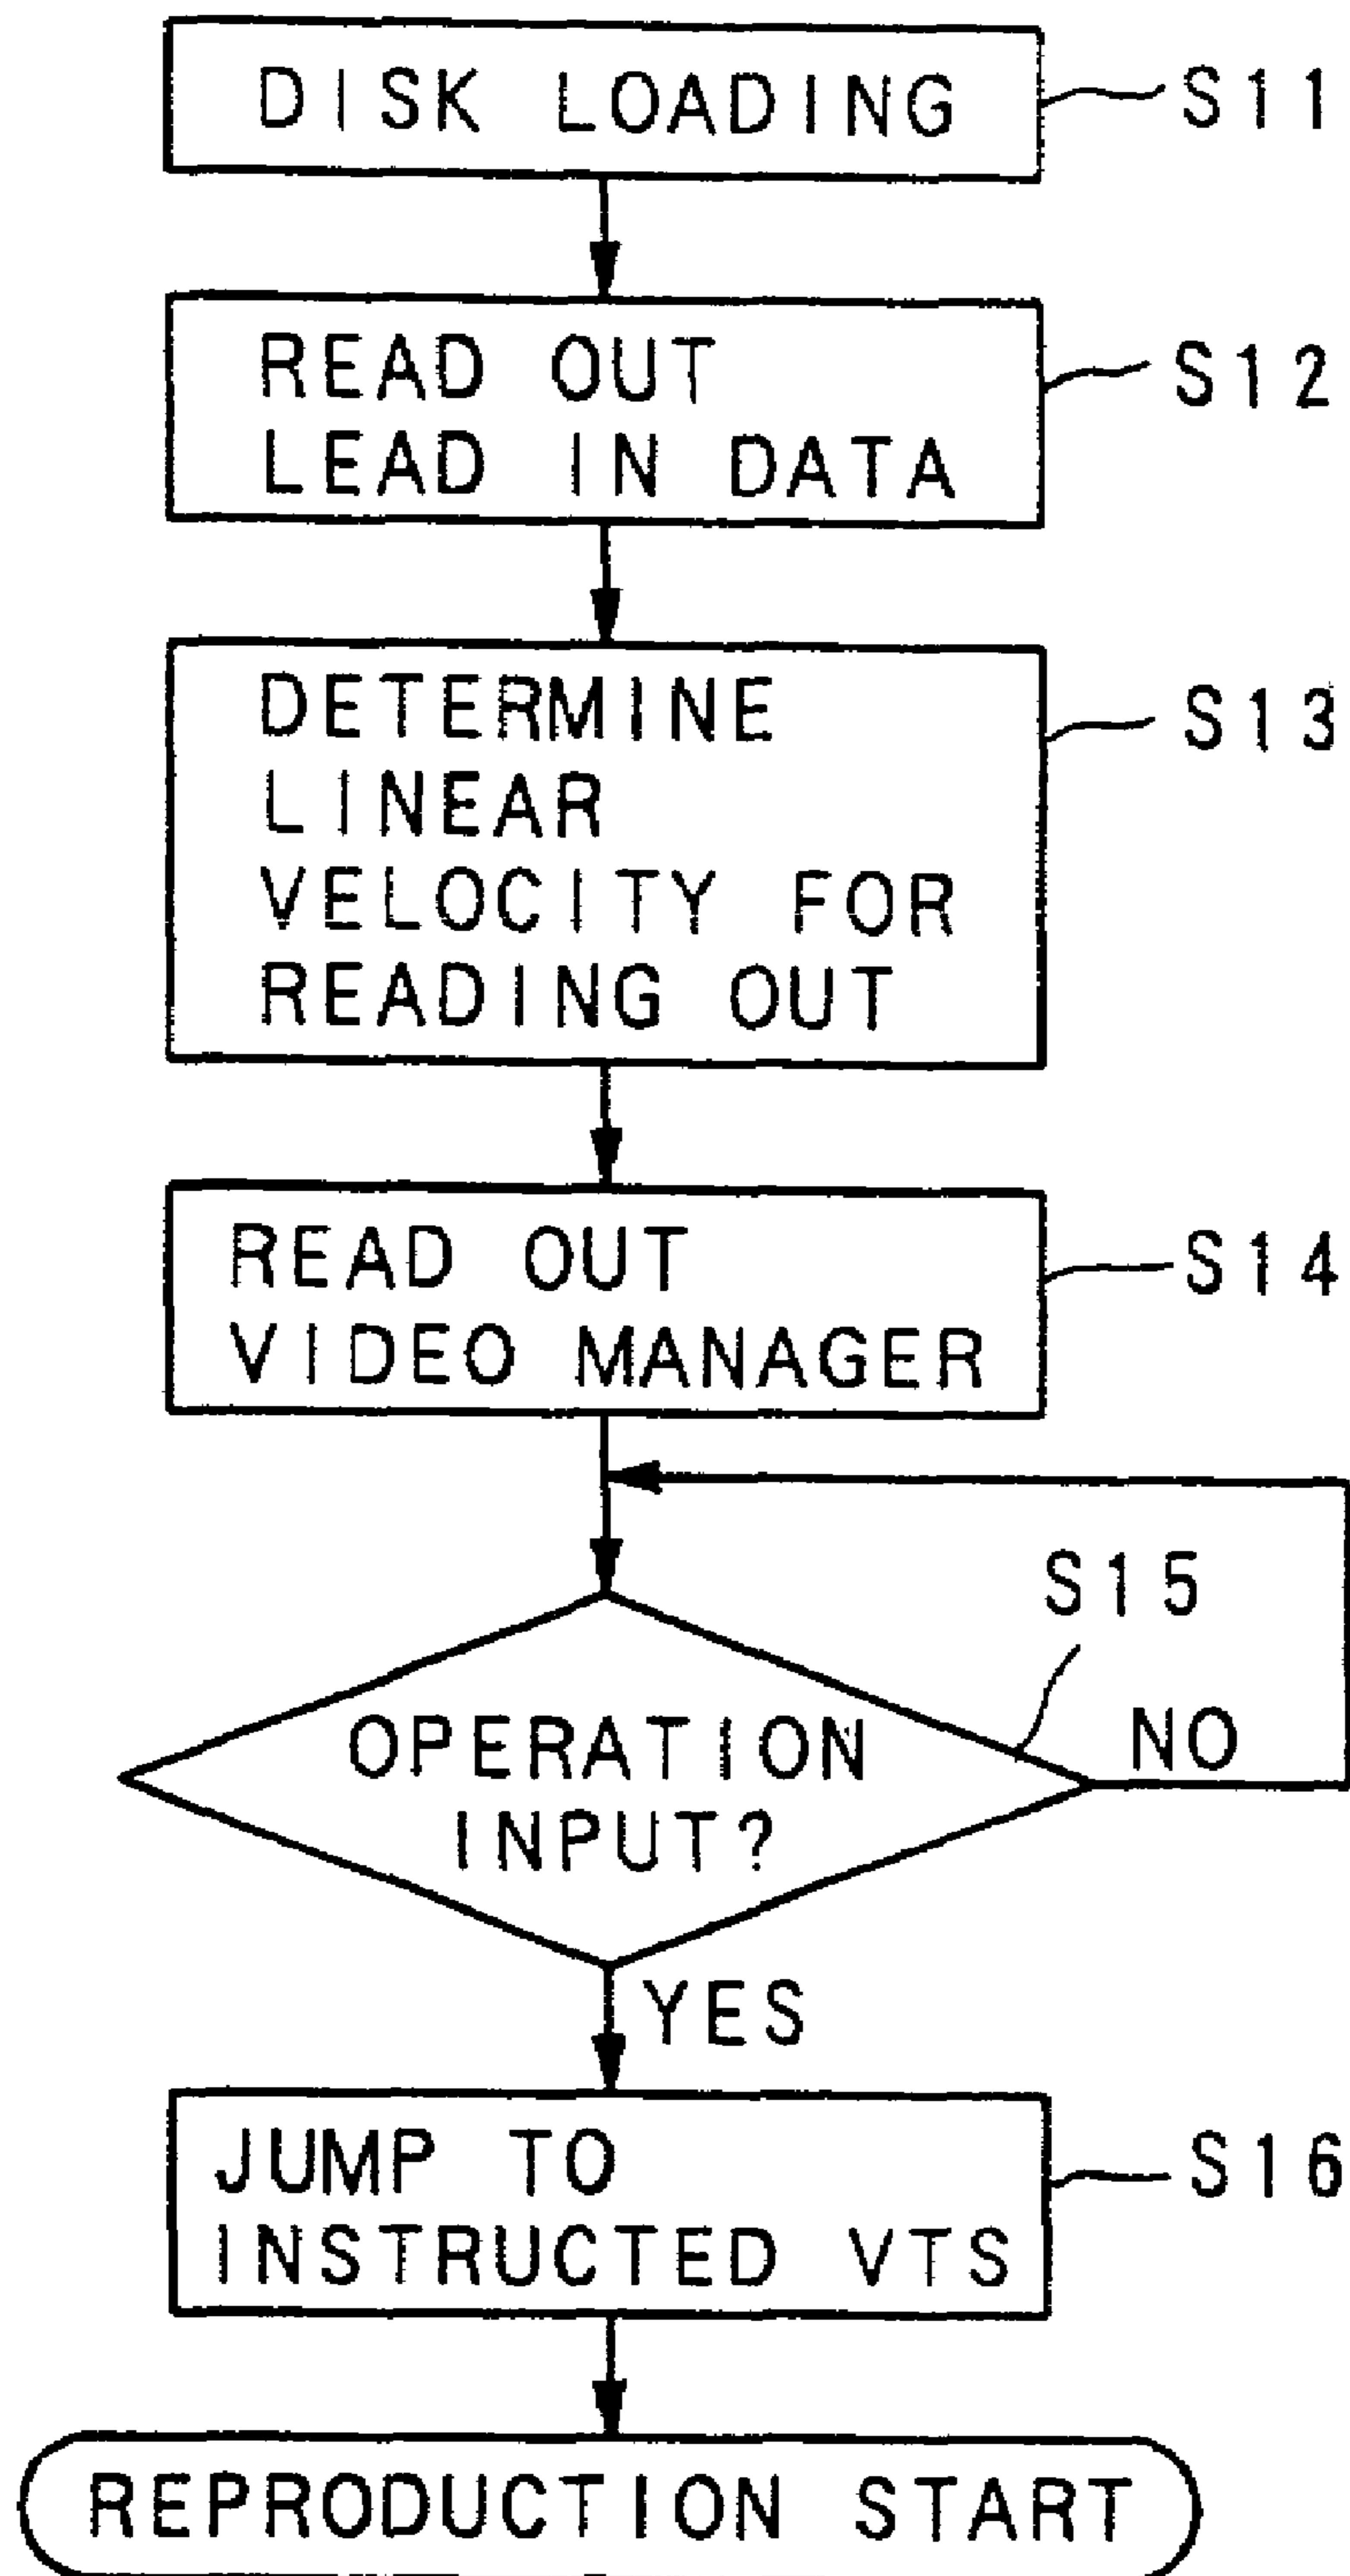 DISK LOADING
S11
READ OUT
LEAD IN DATA
S12
DETERMINE
LINEAR
VELOCITY FOR
READING OUT
S13
READ OUT
VIDEO MANAGER
S14
S15
OPERATION
INPUT?
NO
YES
JUMP TO
INSTRUCTED VTS
S16
REPRODUCTION START